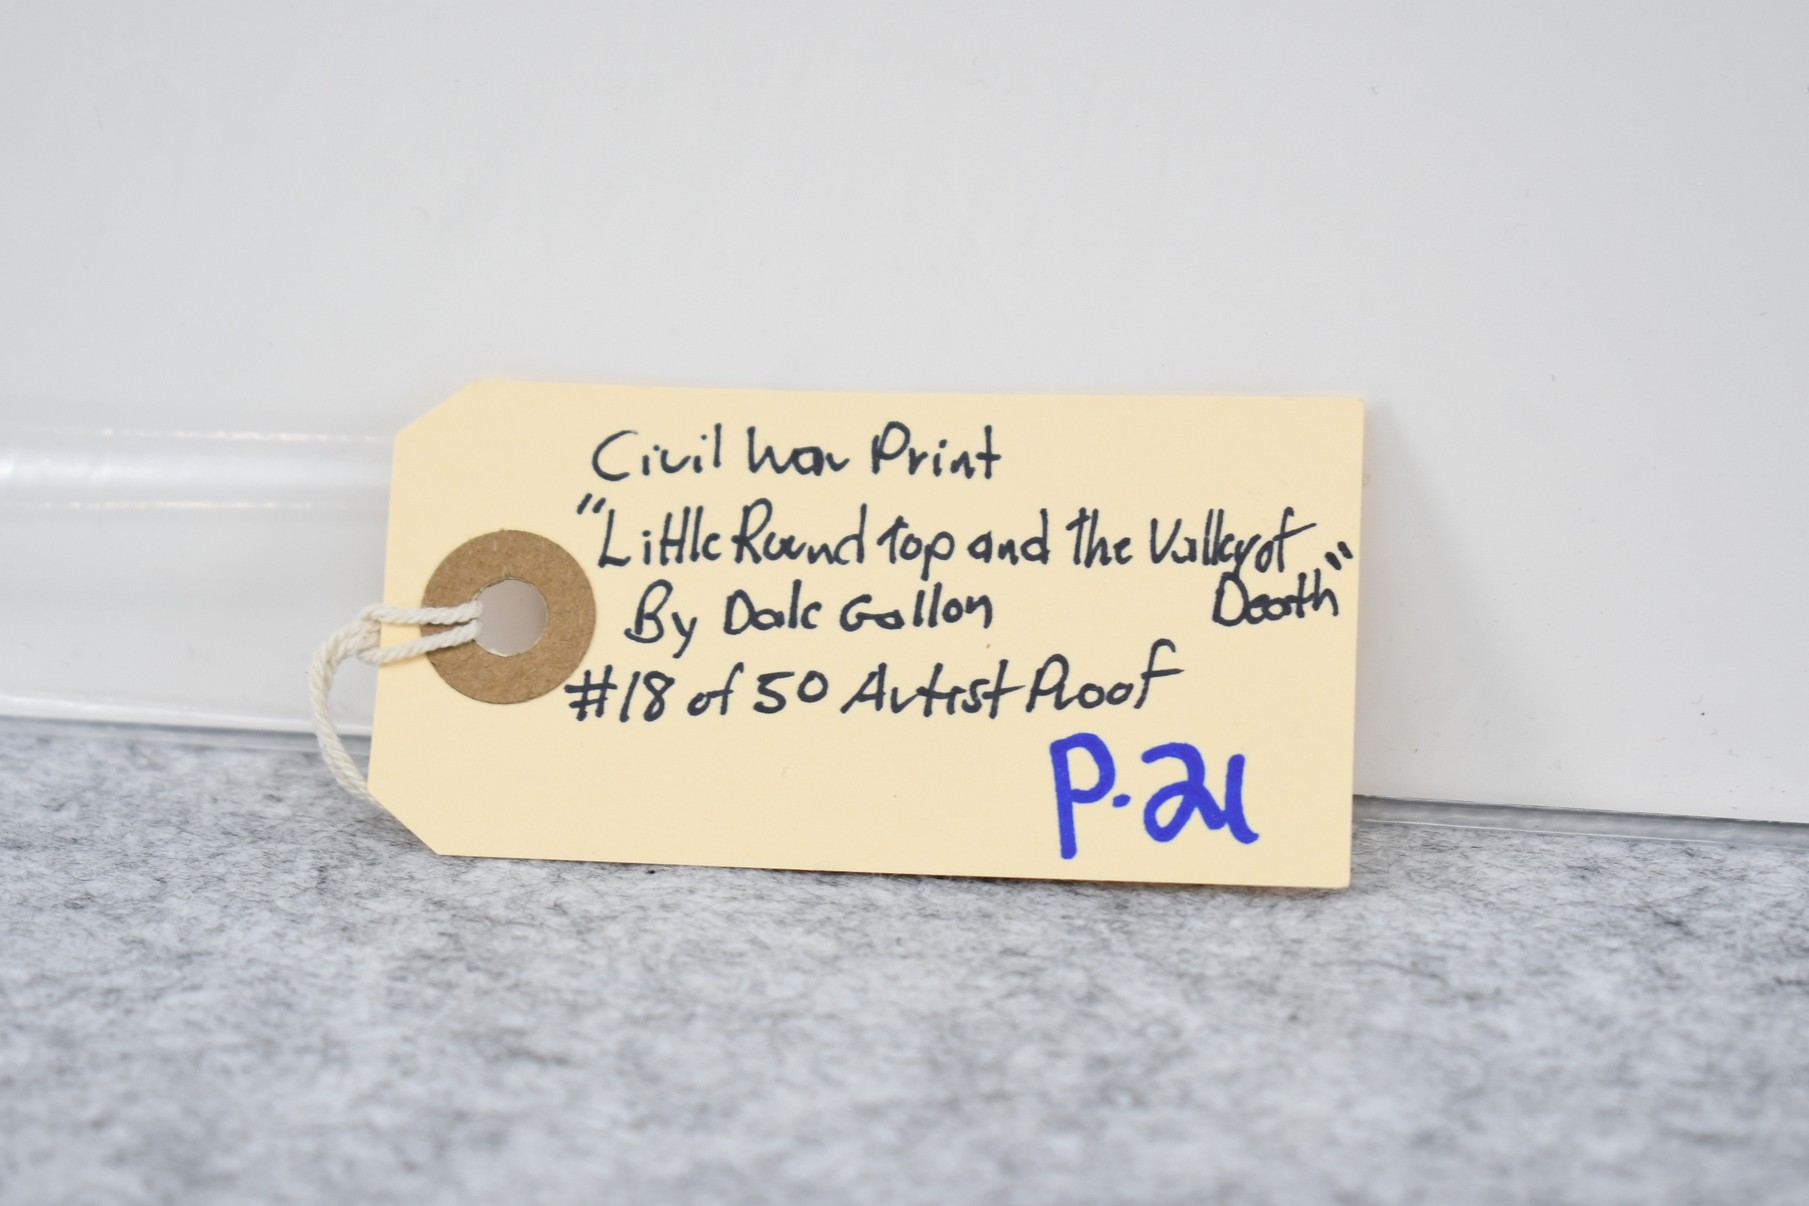 Civil War Print
"Little Round Top and The Valley of
Death"
By Dale Gallon
#18 of 50 Artist Proof
P.21